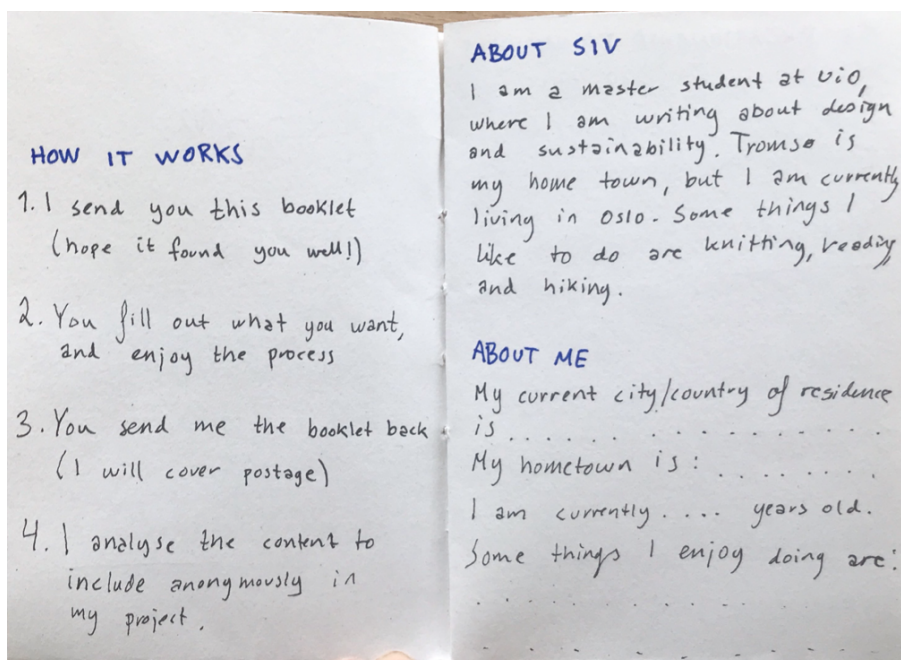 HOW IT WORKS
1. I send you this booklet
(hope it found you well!)
2. You fill out what you want,
and enjoy the process
3. You send me the booklet back
(I will cover postage)
4. I analyse the content to
include anonymously in
my project.
ABOUT SIV
I am a master student at UiO,
where I am writing about design
and sustainability. Tromsø is
my home town, but I am currently
living in Oslo. Some things I
like to do are knitting, reading,
and hiking.
ABOUT ME
My current city/country of residence
is . . . . . . . . . . . . . . .
My hometown is: . . . . . . . .
I am currently . . . . years old.
Some things I enjoy doing are:
. . . . . . . . . . . . . . . .